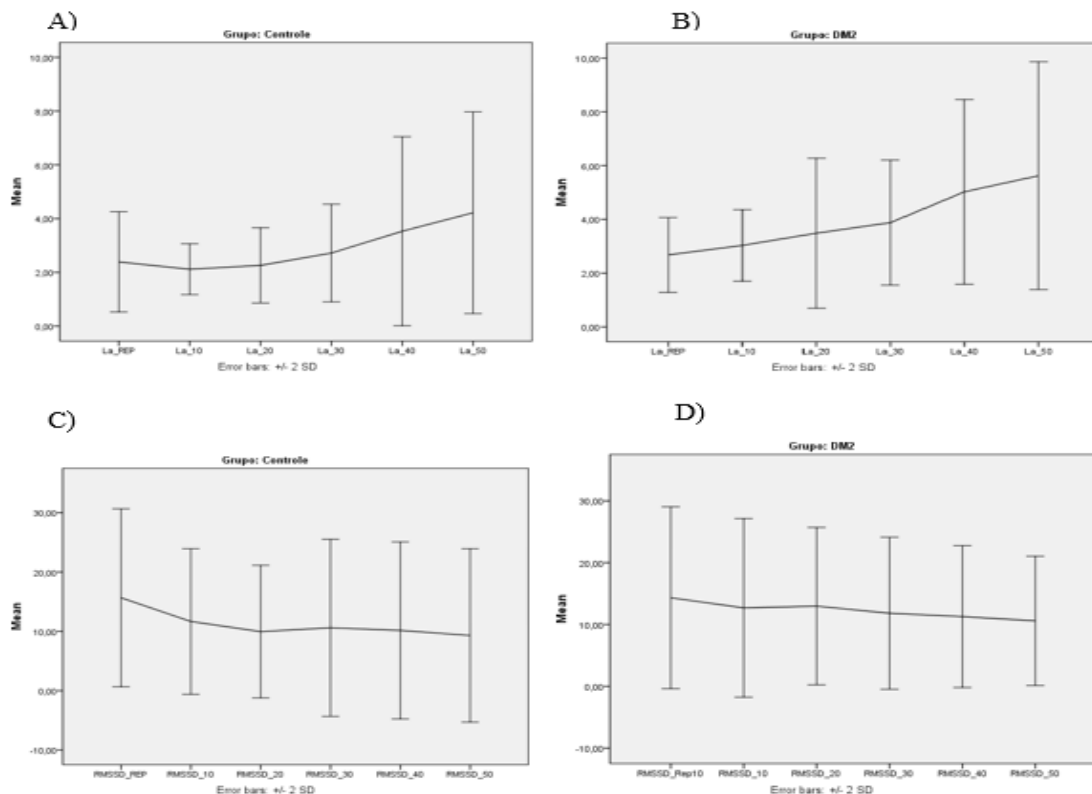 A)
Grupo: Controle
10,00
8,00
6,00
4,00
2,00
0,00
Mean
La_REP La_10 La_20 La_30 La_40 La_50
Error bars: +/- 2 SD
B)
Grupo: DM2
10,00
8,00
6,00
4,00
2,00
0,00
Mean
La_REP La_10 La_20 La_30 La_40 La_50
Error bars: +/- 2 SD
C)
Grupo: Controle
30,00
20,00
10,00
0,00
-10,00
Mean
RMSSD_REP RMSSD_10 RMSSD_20 RMSSD_30 RMSSD_40 RMSSD_50
Error bars: +/- 2 SD
D)
Grupo: DM2
30,00
20,00
10,00
0,00
-10,00
Mean
RMSSD_Rep10 RMSSD_10 RMSSD_20 RMSSD_30 RMSSD_40 RMSSD_50
Error bars: +/- 2 SD